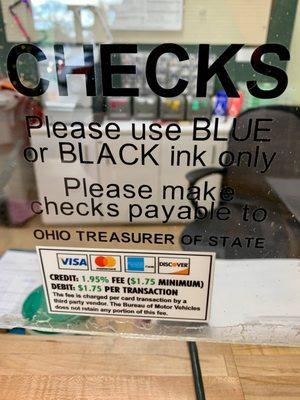 CHECKS
Please use BLUE
or BLACK ink only
Please make
checks payable to
OHIO TREASURER OF STATE
VISA MasterCard DISCOVER
CREDIT: 1.95% FEE ($1.75 MINIMUM)
DEBIT: $1.75 PER TRANSACTION
The fee is charged per card transaction by a
third party vendor. The Bureau of Motor Vehicles
does not retain any portion of this fee.